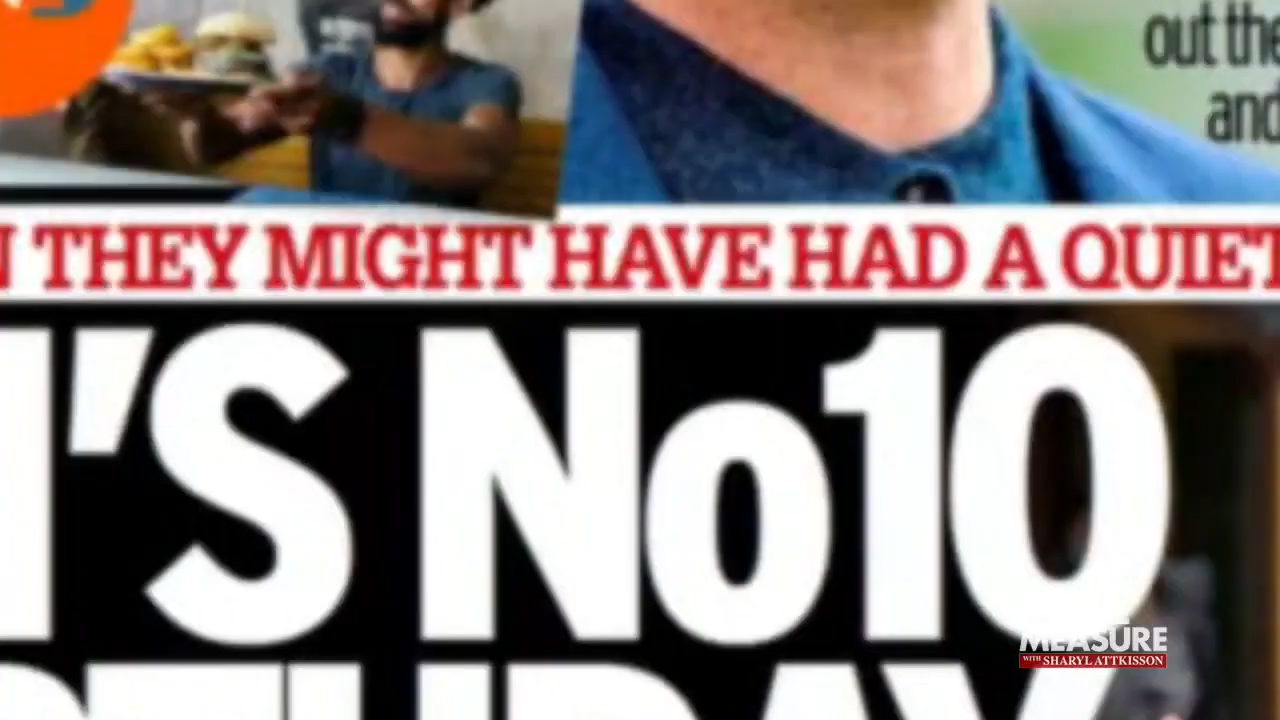 out the
and
THEY MIGHT HAVE HAD A QUIET
'S No10
MEASURE
WITH SHARYL ATTKISSON